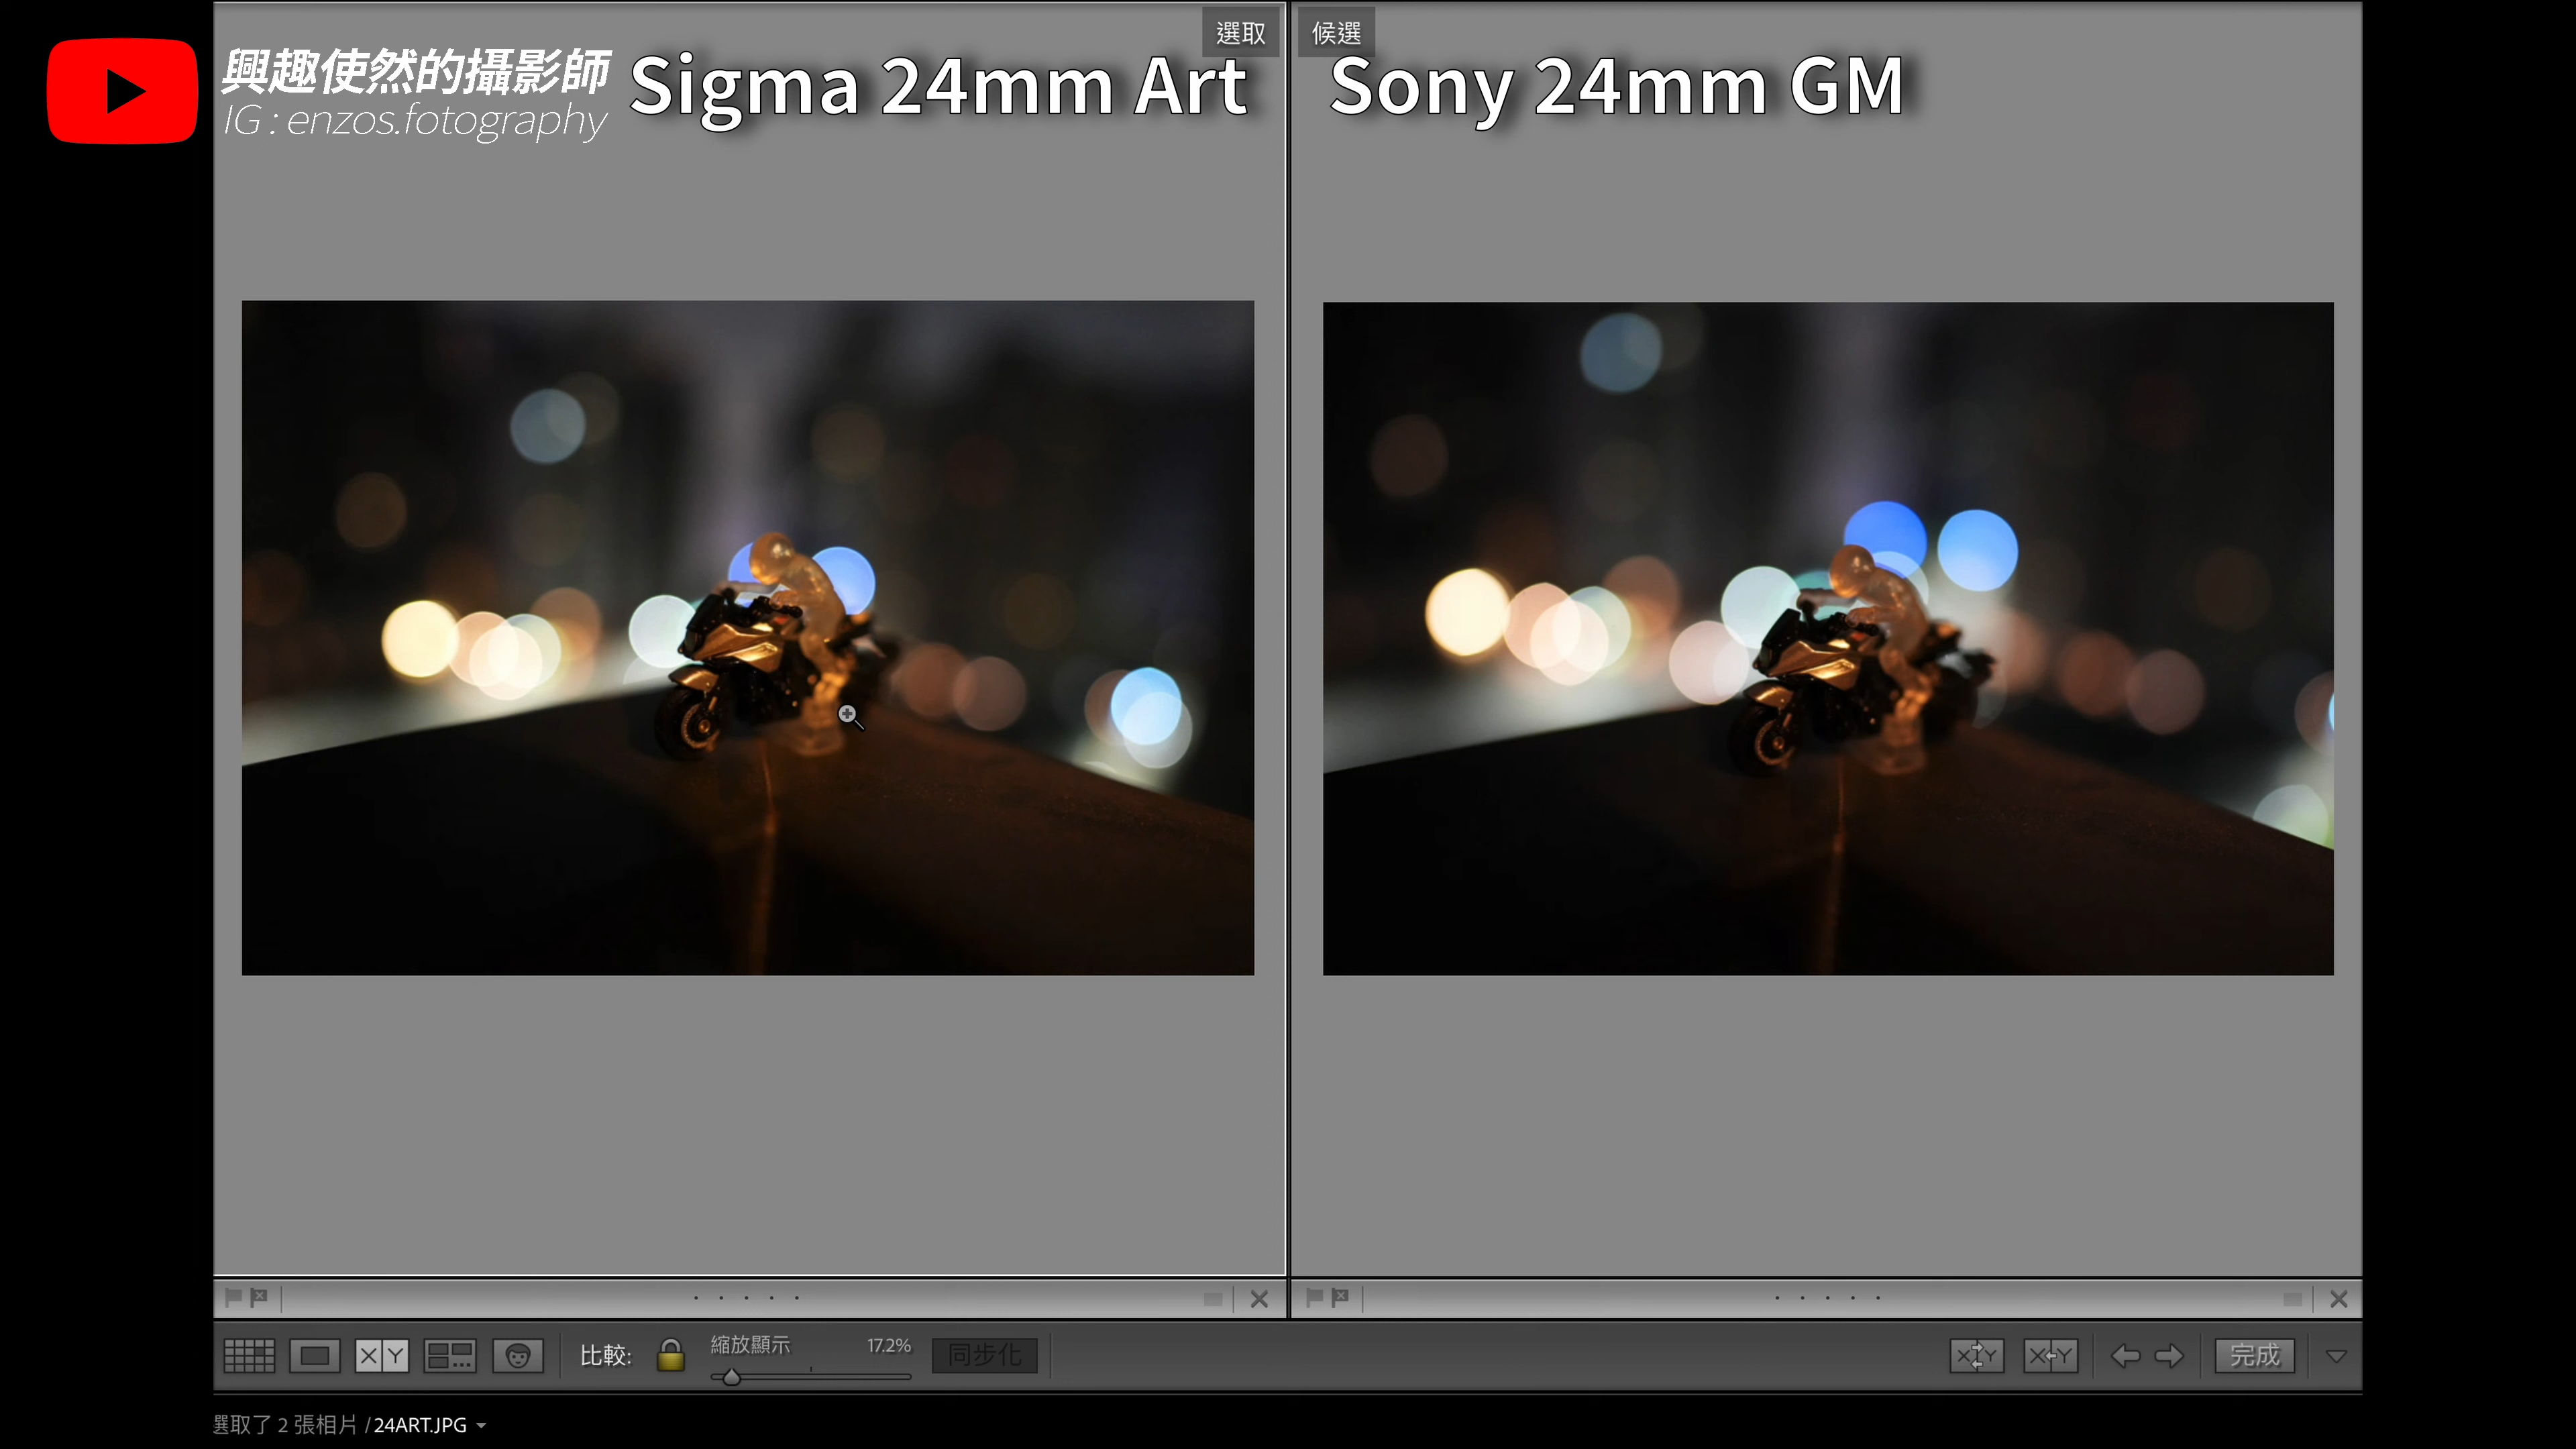 選取
候選
興趣使然的攝影師
IG : enzos.fotography
Sigma 24mm Art
Sony 24mm GM
X Y
比較:
縮放顯示
17.2%
同步化
X Y
X Y
完成
選取了 2 張相片 / 24ART.JPG